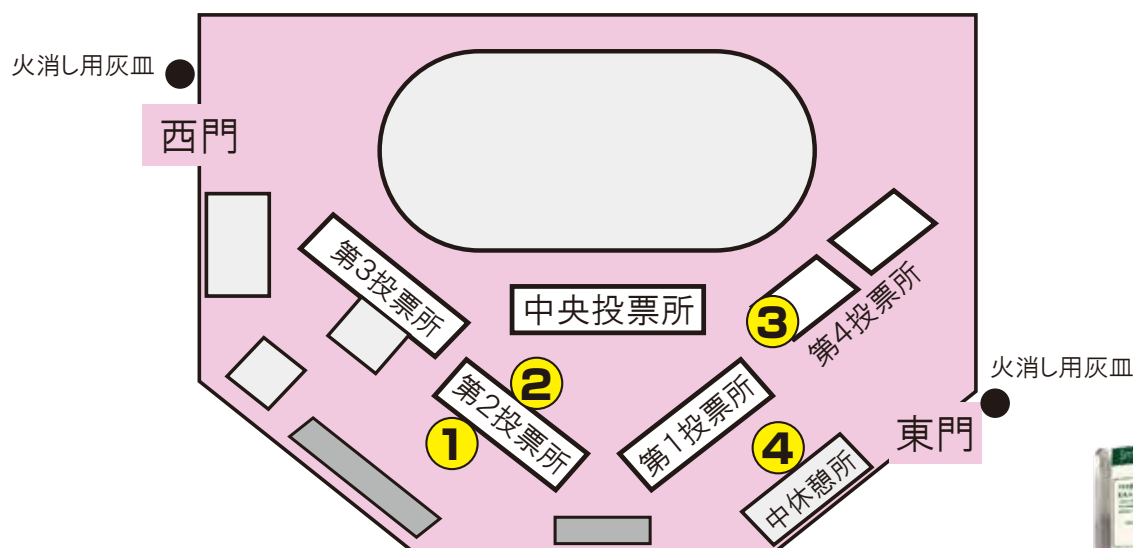 火消し用灰皿
西門
第3投票所
中央投票所
3
第4投票所
火消し用灰皿
2
第2投票所
1
第1投票所
4
東門
中休憩所